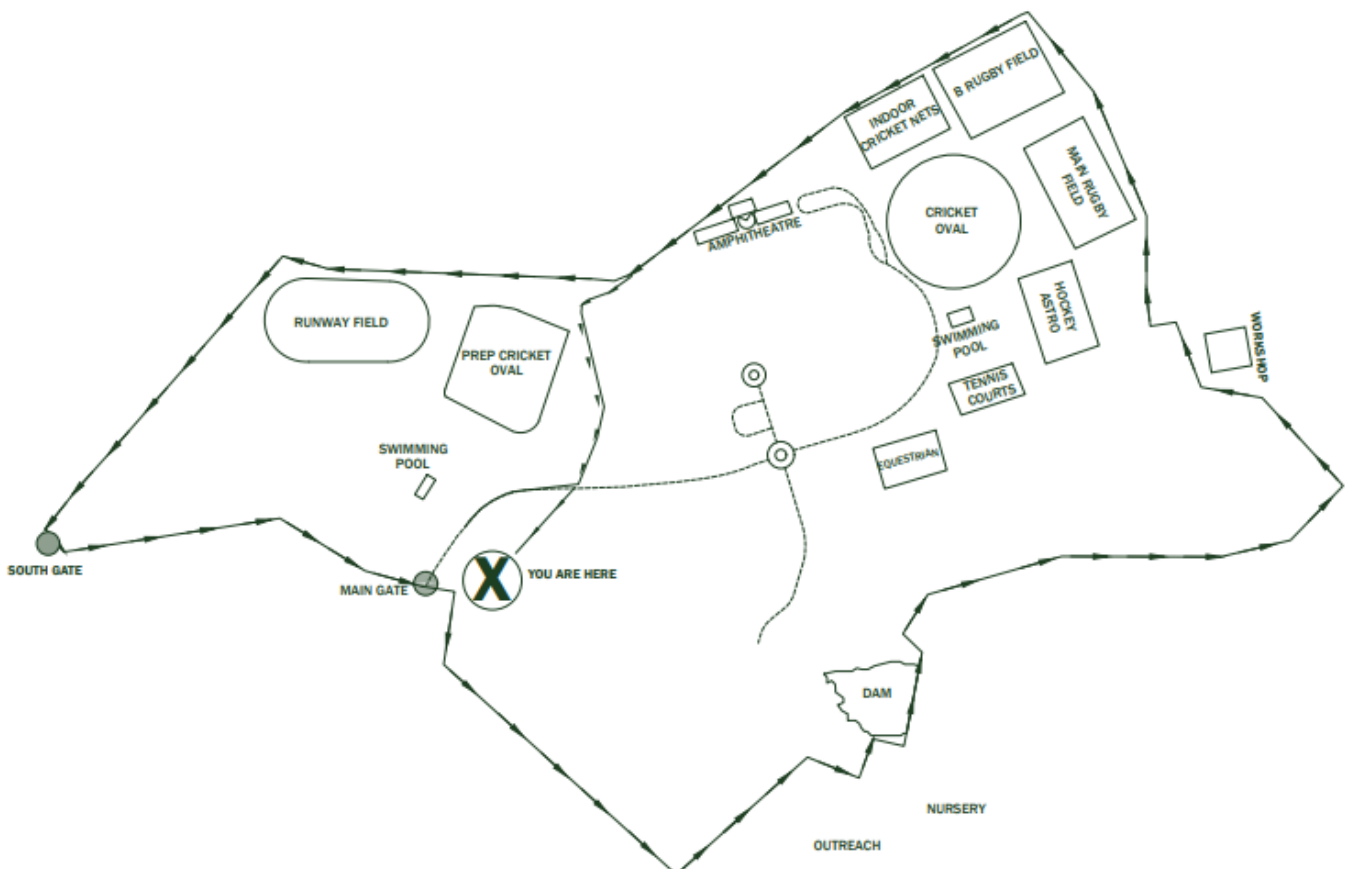 B RUGBY FIELD
INDOOR
CRICKET NETS
MAIN RUGBY
FIELD
CRICKET
OVAL
AMPHITHEATRE
HOCKEY
ASTRO
RUNWAY FIELD
SWIMMING
POOL
WORKSHOP
PREP CRICKET
OVAL
TENNIS
COURTS
SWIMMING
POOL
EQUESTRIAN
SOUTH GATE
MAIN GATE
X
YOU ARE HERE
DAM
NURSERY
OUTREACH